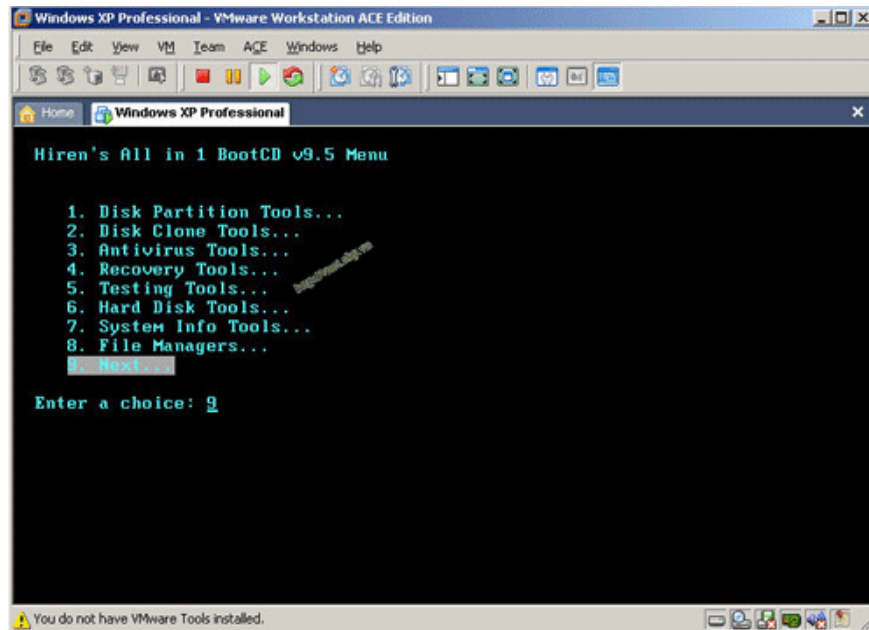 Windows XP Professional - VMware Workstation ACE Edition
File Edit View VM Team ACE Windows Help
Home Windows XP Professional
Hiren's All in 1 BootCD v9.5 Menu
1. Disk Partition Tools...
2. Disk Clone Tools...
3. Antivirus Tools...
4. Recovery Tools...
5. Testing Tools...
6. Hard Disk Tools...
7. System Info Tools...
8. File Managers...
9. Next...
Enter a choice: 9
You do not have VMware Tools installed.